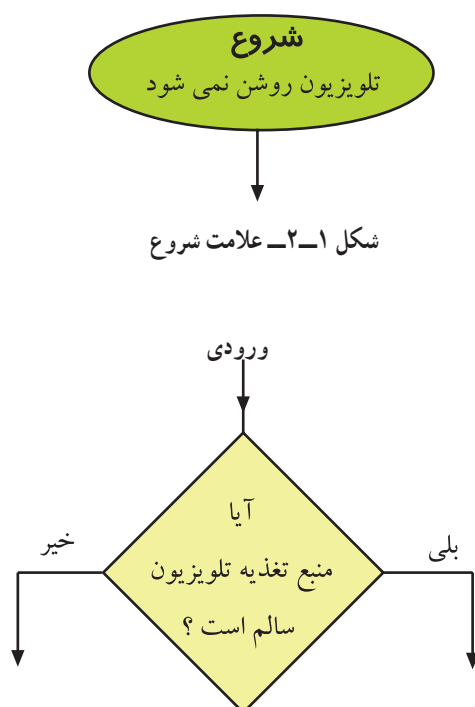 شروع
تلویزیون روشن نمی شود
شکل ۱ــ۲ــ علامت شروع
ورودی
آیا
منبع تغذیه تلویزیون
سالم است ؟
خیر
بلی